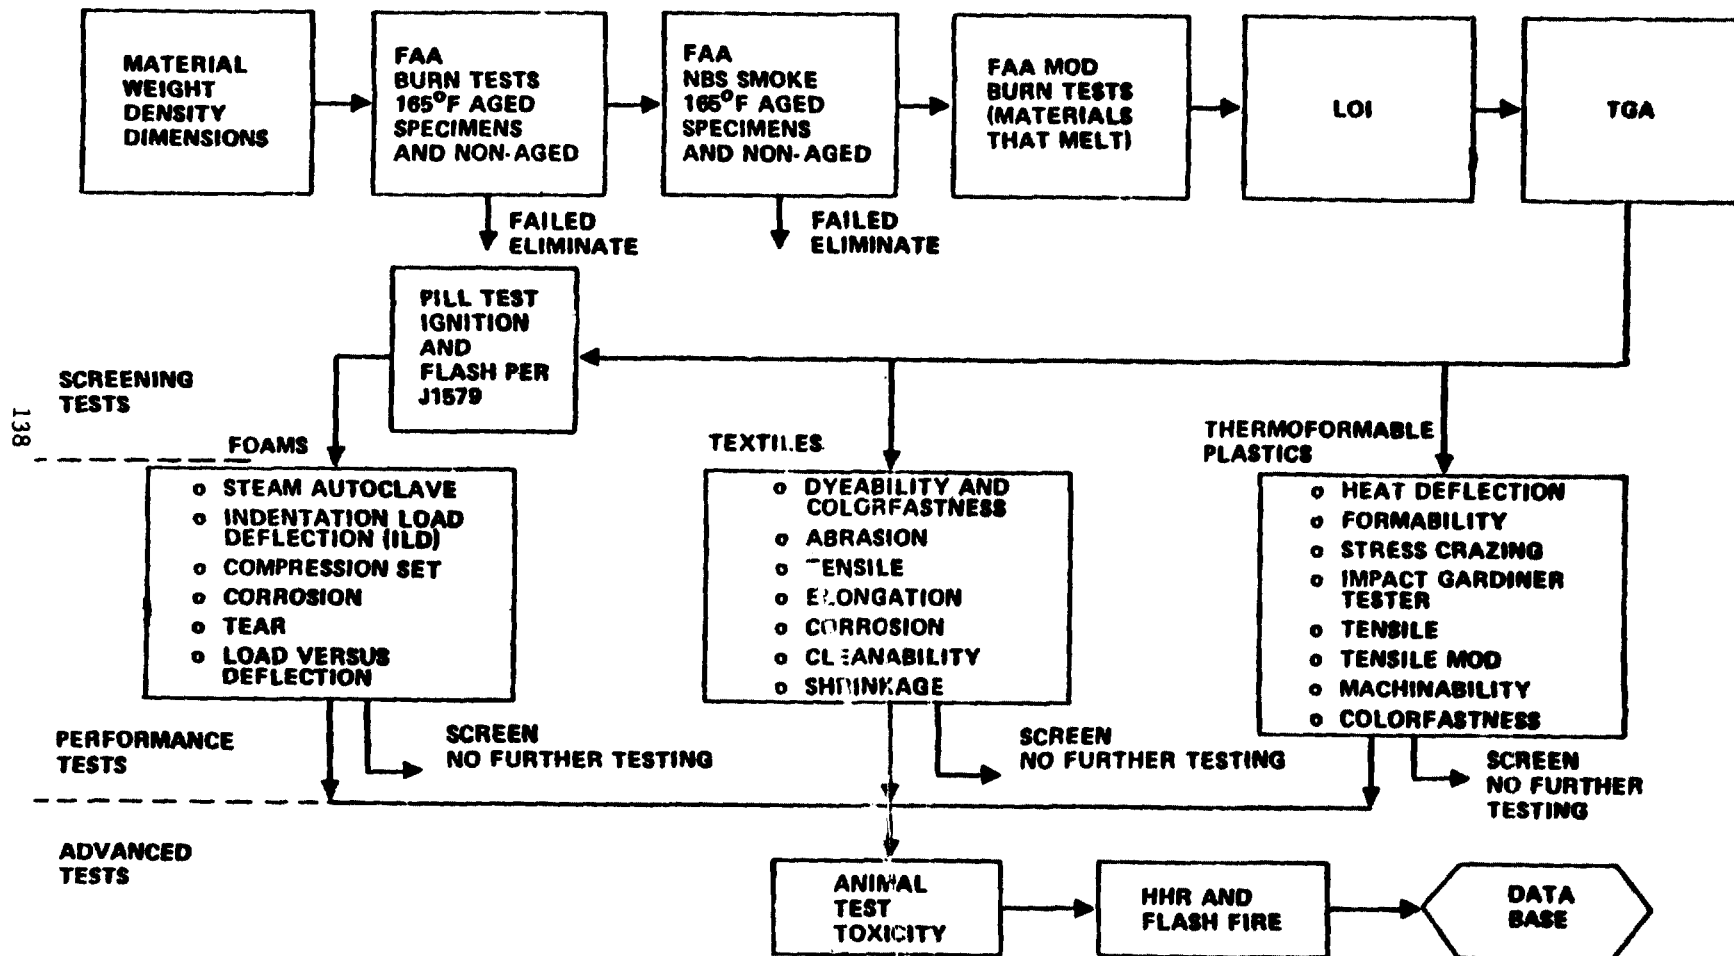 MATERIAL
WEIGHT
DENSITY
DIMENSIONS
FAA
BURN TESTS
165°F AGED
SPECIMENS
AND NON-AGED
FAA
NBS SMOKE
165°F AGED
SPECIMENS
AND NON-AGED
FAA MOD
BURN TESTS
(MATERIALS
THAT MELT)
LOI
TGA
FAILED
ELIMINATE
FAILED
ELIMINATE
PILL TEST
IGNITION
AND
FLASH PER
J1579
SCREENING
TESTS
138
FOAMS
TEXTILES
THERMOFORMABLE
PLASTICS
o STEAM AUTOCLAVE
o INDENTATION LOAD
DEFLECTION (ILD)
o COMPRESSION SET
o CORROSION
o TEAR
o LOAD VERSUS
DEFLECTION
o DYEABILITY AND
COLORFASTNESS
o ABRASION
o TENSILE
o ELONGATION
o CORROSION
o CLEANABILITY
o SHRINKAGE
o HEAT DEFLECTION
o FORMABILITY
o STRESS CRAZING
o IMPACT GARDINER
TESTER
o TENSILE
o TENSILE MOD
o MACHINABILITY
o COLORFASTNESS
PERFORMANCE
TESTS
SCREEN
NO FURTHER TESTING
SCREEN
NO FURTHER TESTING
SCREEN
NO FURTHER
TESTING
ADVANCED
TESTS
ANIMAL
TEST
TOXICITY
HHR AND
FLASH FIRE
DATA
BASE